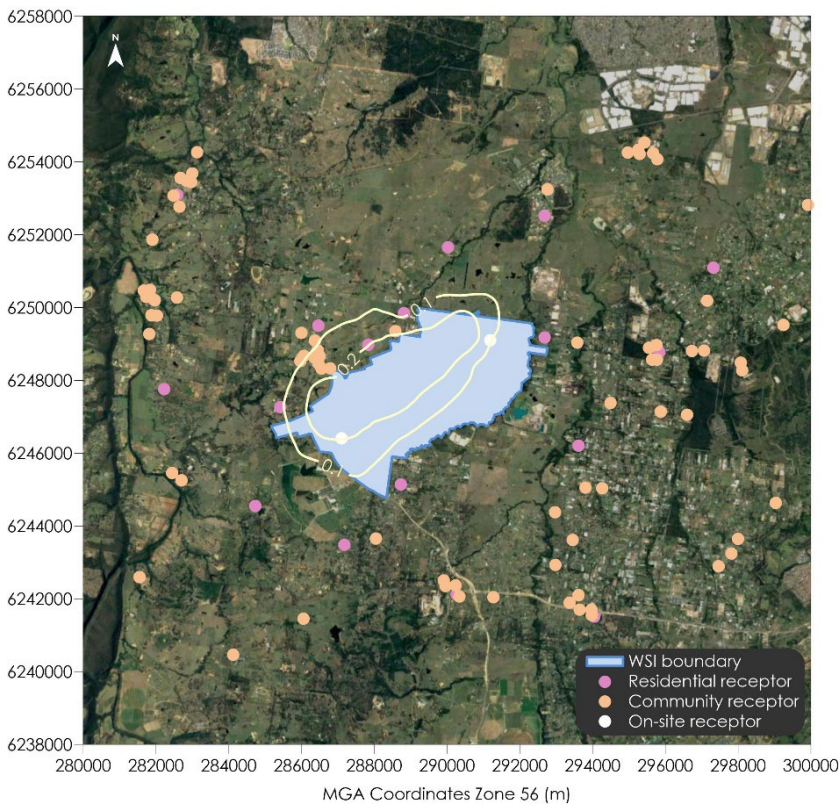 6258000
N
6256000
6254000
6252000
6250000
0.1
0.2
6248000
6246000
0.1
6244000
6242000
6240000
WSI boundary
Residential receptor
Community receptor
On-site receptor
6238000
280000 282000 284000 286000 288000 290000 292000 294000 296000 298000 300000
MGA Coordinates Zone 56 (m)